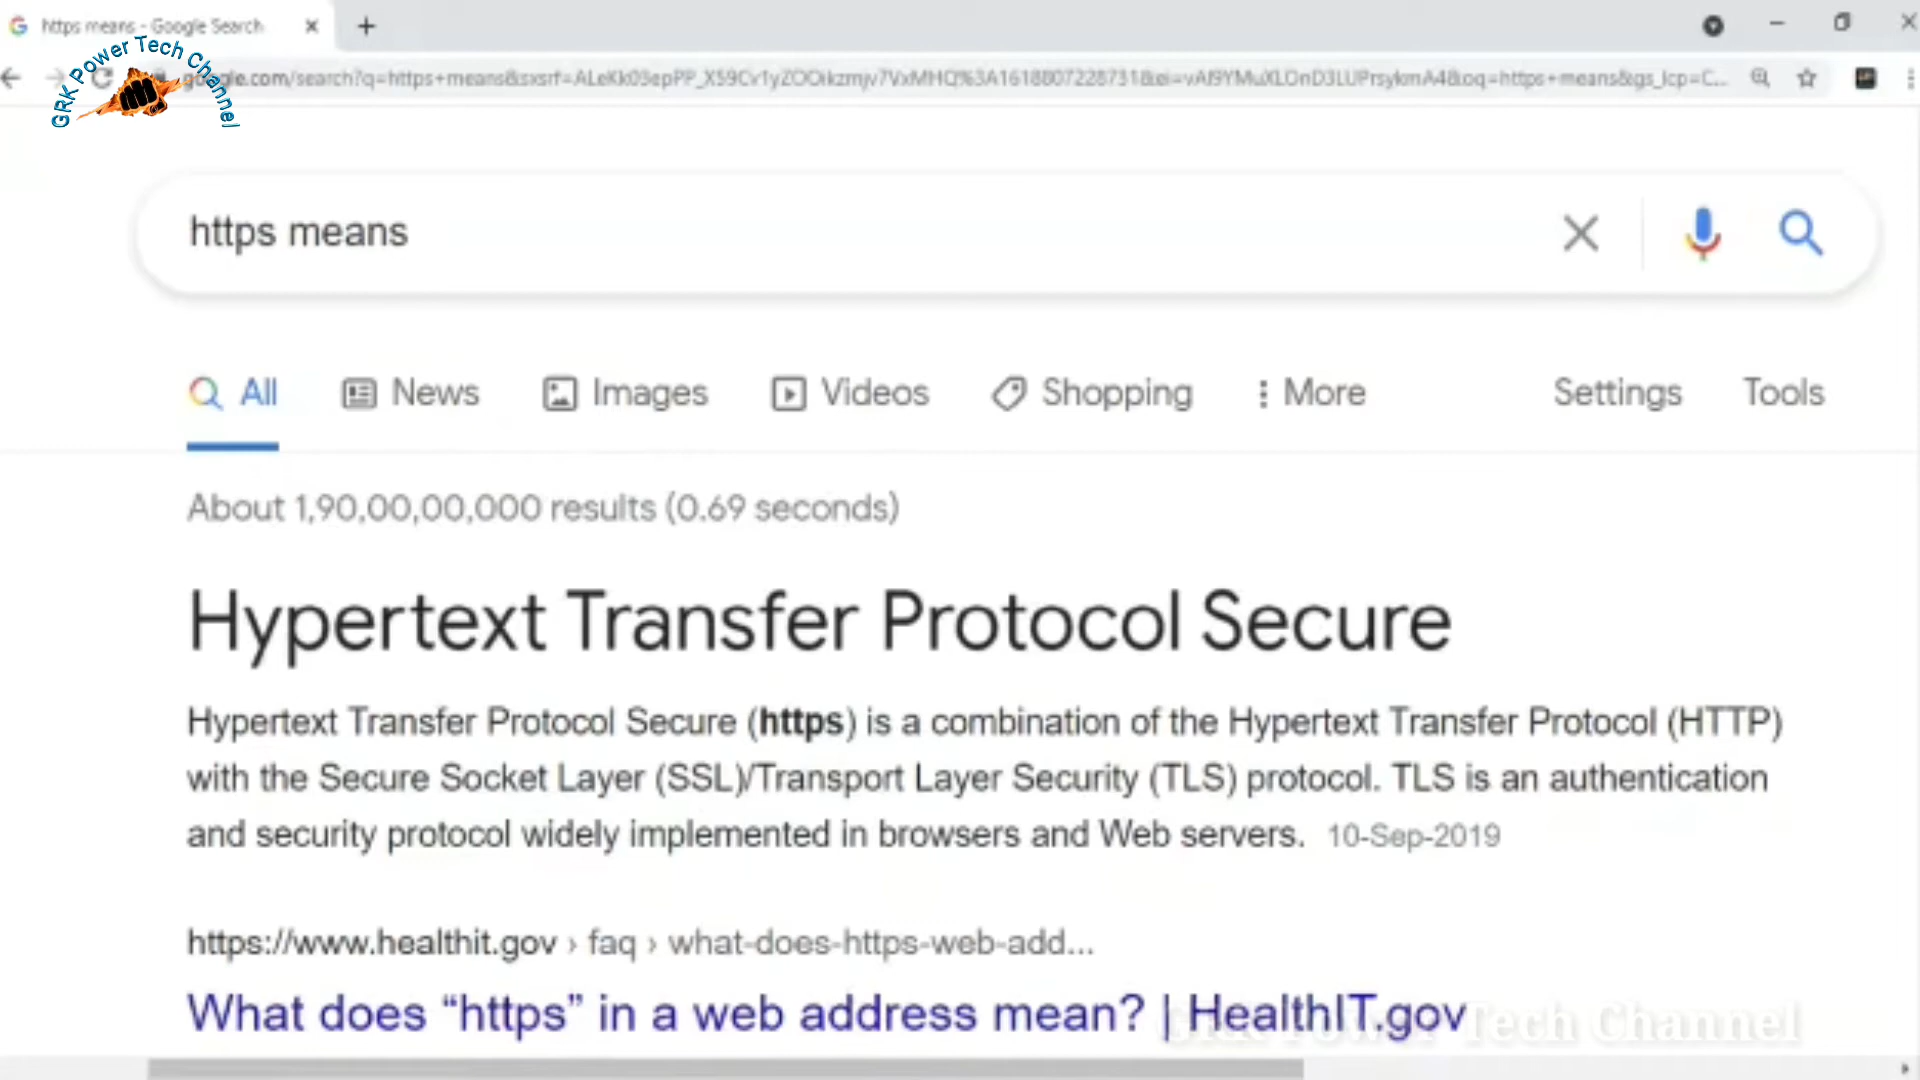 https means - Google Search
GRK Power Tech Channel
https means
All News Images Videos Shopping More Settings Tools
About 1,90,00,00,000 results (0.69 seconds)
Hypertext Transfer Protocol Secure
Hypertext Transfer Protocol Secure (https) is a combination of the Hypertext Transfer Protocol (HTTP)
with the Secure Socket Layer (SSL)/Transport Layer Security (TLS) protocol. TLS is an authentication
and security protocol widely implemented in browsers and Web servers. 10-Sep-2019
https://www.healthit.gov › faq › what-does-https-web-add...
What does “https” in a web address mean? | HealthIT.gov
Tech Channel